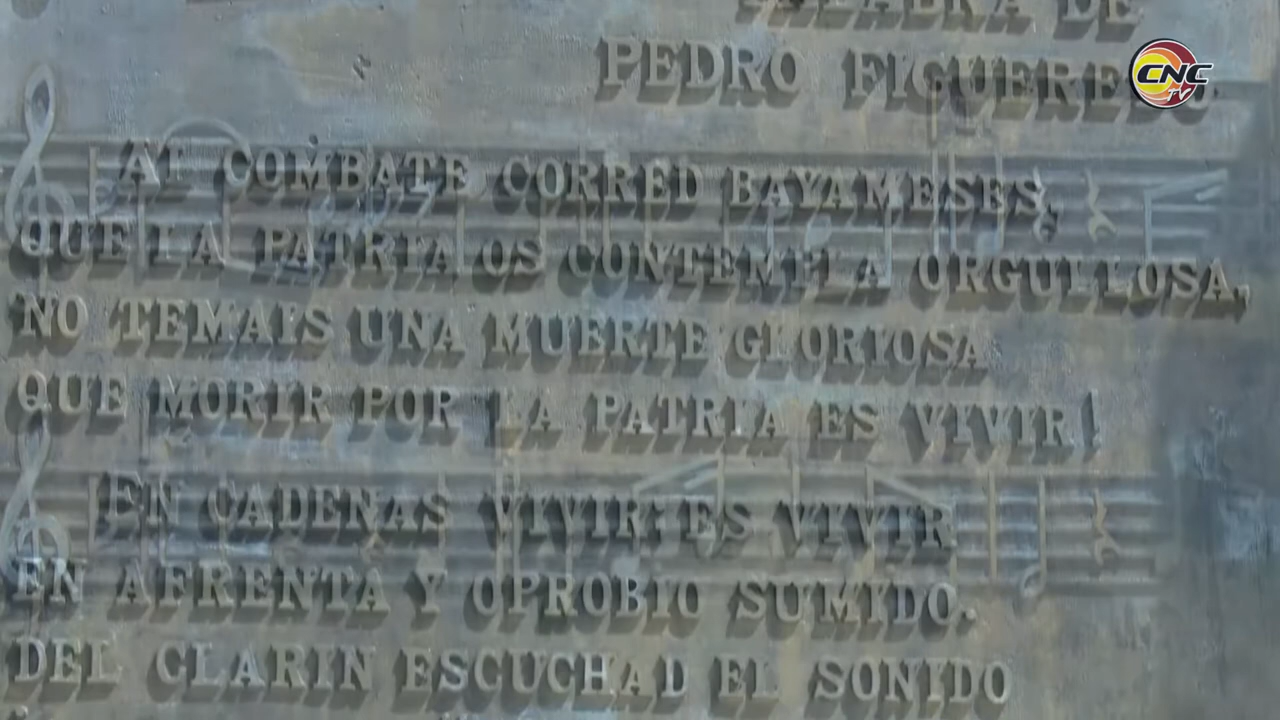 PALABRA DE
PEDRO FIGUEREDO
CNC
TV
AL COMBATE CORRED BAYAMESES,
QUE LA PATRIA OS CONTEMPLA ORGULLOSA,
NO TEMAIS UNA MUERTE GLORIOSA
QUE MORIR POR LA PATRIA ES VIVIR!
EN CADENAS VIVIR: ES VIVIR
EN AFRENTA Y OPROBIO SUMIDO.
DEL CLARIN ESCUCHAD EL SONIDO